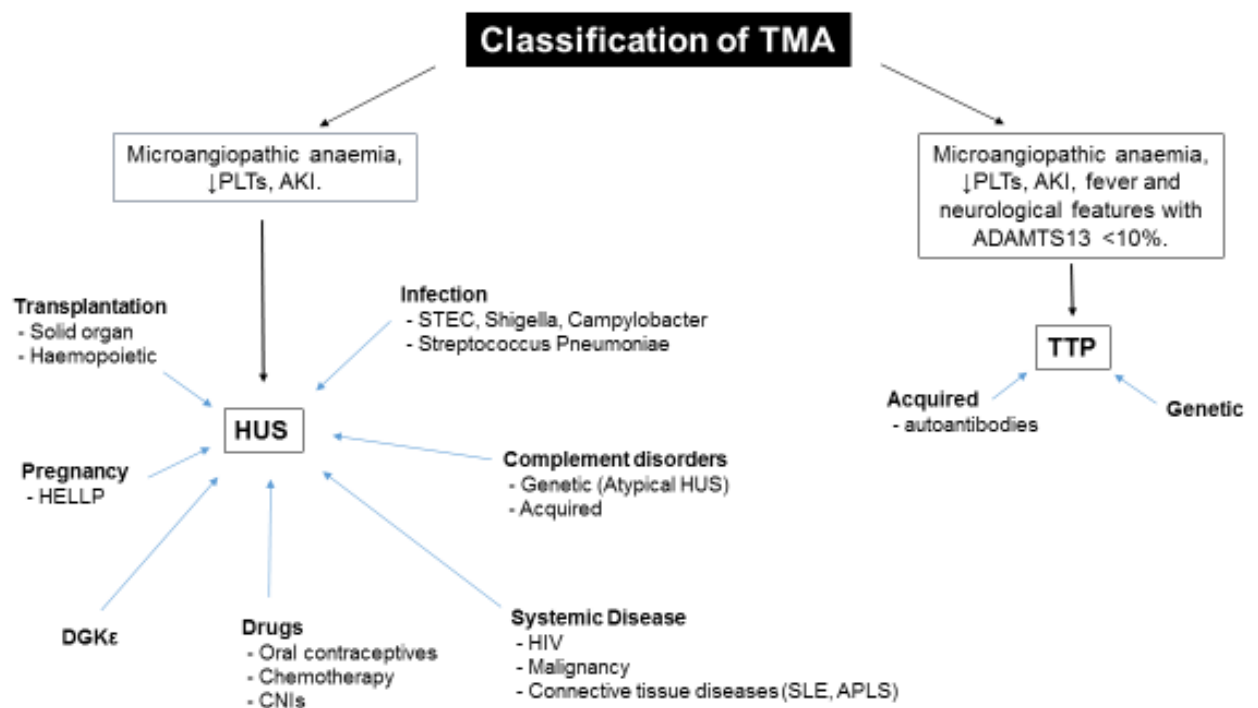 Classification of TMA
Microangiopathic anaemia,
↓PLTs, AKI.
Microangiopathic anaemia,
↓PLTs, AKI, fever and
neurological features with
ADAMTS13 <10%.
Transplantation
- Solid organ
- Haemopoietic
Infection
- STEC, Shigella, Campylobacter
- Streptococcus Pneumoniae
TTP
Acquired
- autoantibodies
Genetic
HUS
Pregnancy
- HELLP
Complement disorders
- Genetic (Atypical HUS)
- Acquired
DGKε
Drugs
- Oral contraceptives
- Chemotherapy
- CNIs
Systemic Disease
- HIV
- Malignancy
- Connective tissue diseases (SLE, APLS)